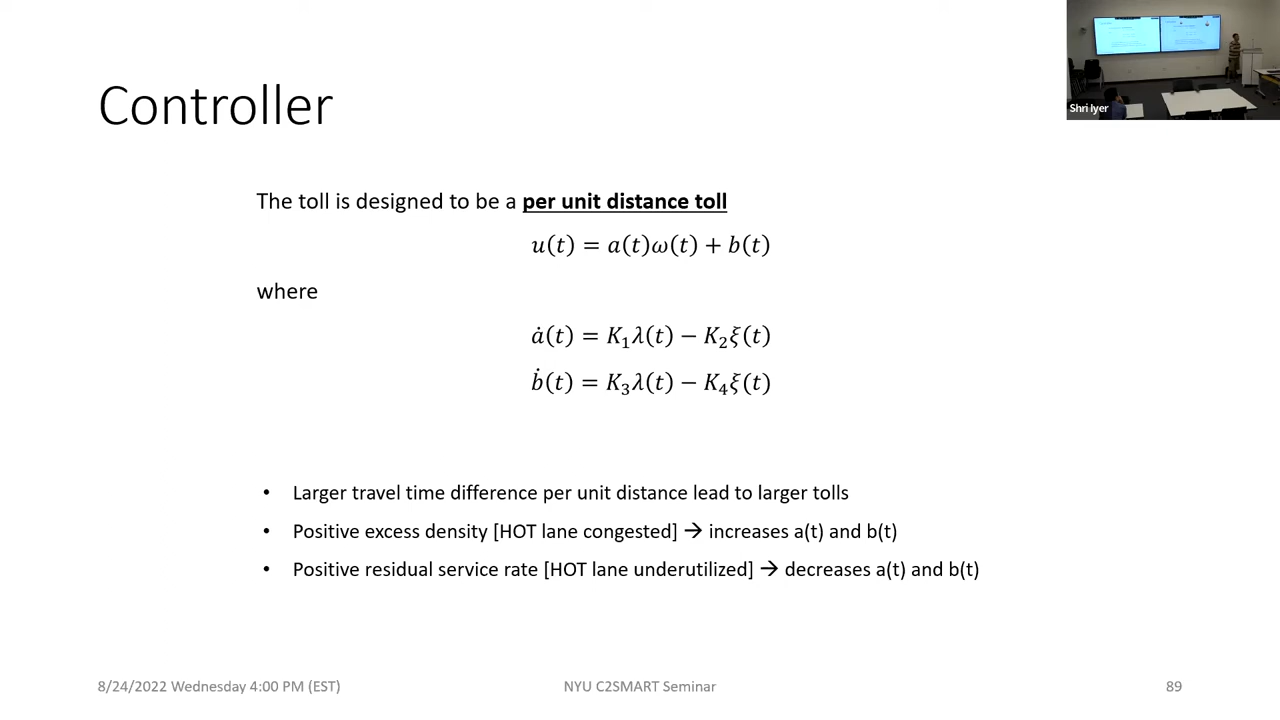 Controller
Shri Iyer
The toll is designed to be a per unit distance toll
u(t) = a(t)ω(t) + b(t)
where
ȧ(t) = K₁λ(t) − K₂ξ(t)
ḃ(t) = K₃λ(t) − K₄ξ(t)
• Larger travel time difference per unit distance lead to larger tolls
• Positive excess density [HOT lane congested] → increases a(t) and b(t)
• Positive residual service rate [HOT lane underutilized] → decreases a(t) and b(t)
8/24/2022 Wednesday 4:00 PM (EST)
NYU C2SMART Seminar
89